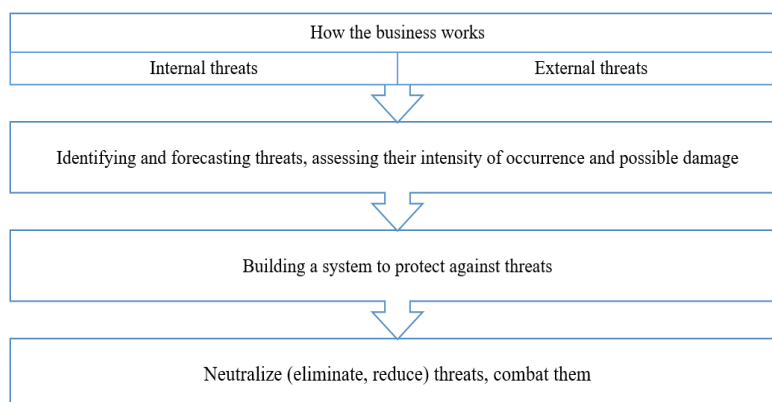 How the business works
Internal threats
External threats
Identifying and forecasting threats, assessing their intensity of occurrence and possible damage
Building a system to protect against threats
Neutralize (eliminate, reduce) threats, combat them